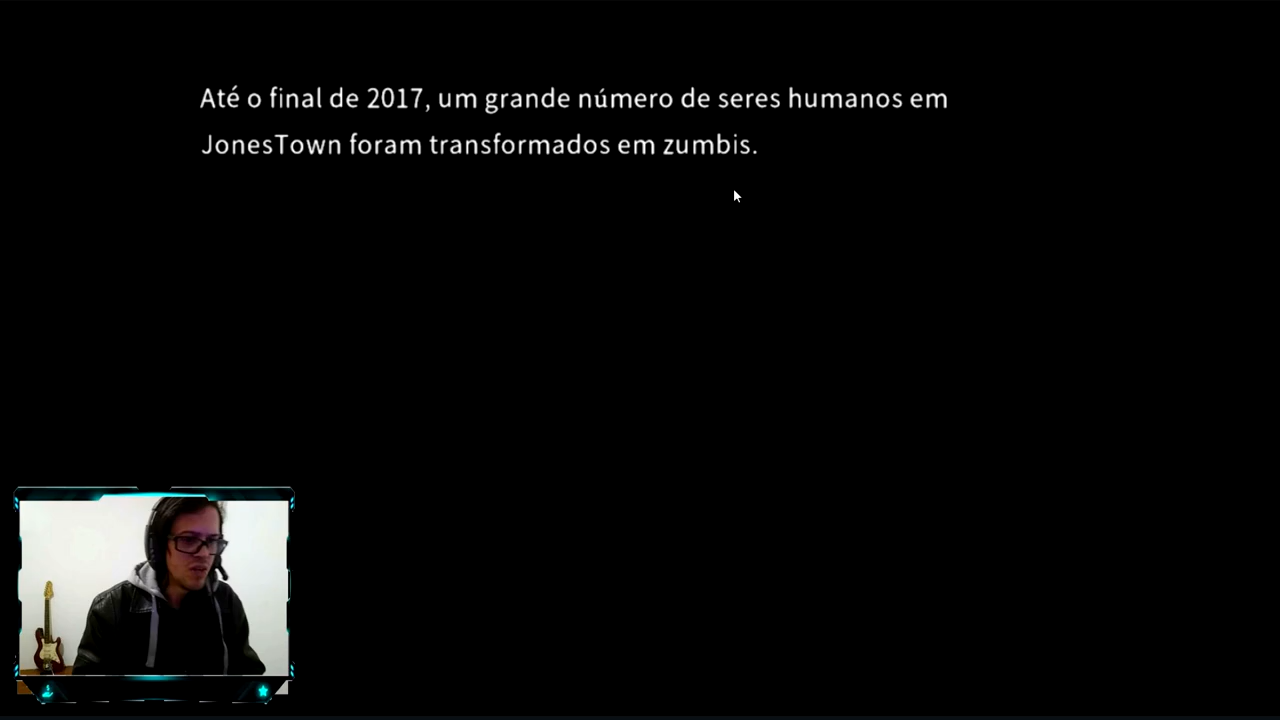 Até o final de 2017, um grande número de seres humanos em
JonesTown foram transformados em zumbis.